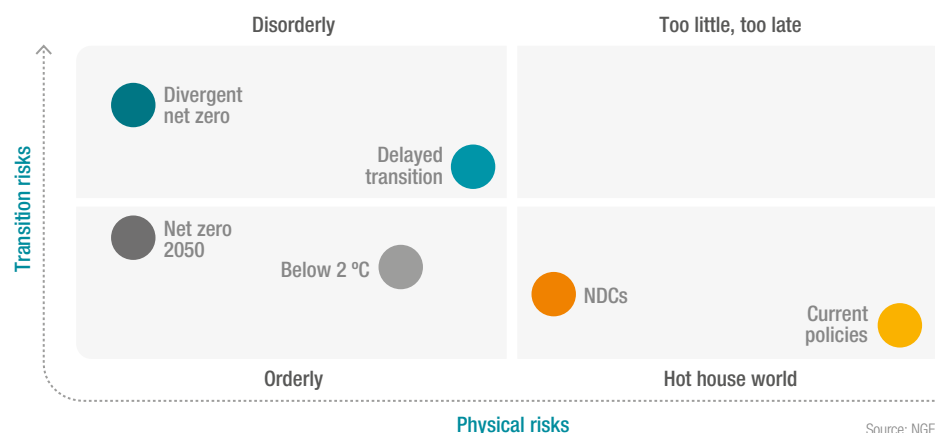 Disorderly
Too little, too late
Transition risks
Divergent
net zero
Delayed
transition
Net zero
2050
Below 2 ºC
NDCs
Current
policies
Orderly
Hot house world
Physical risks
Source: